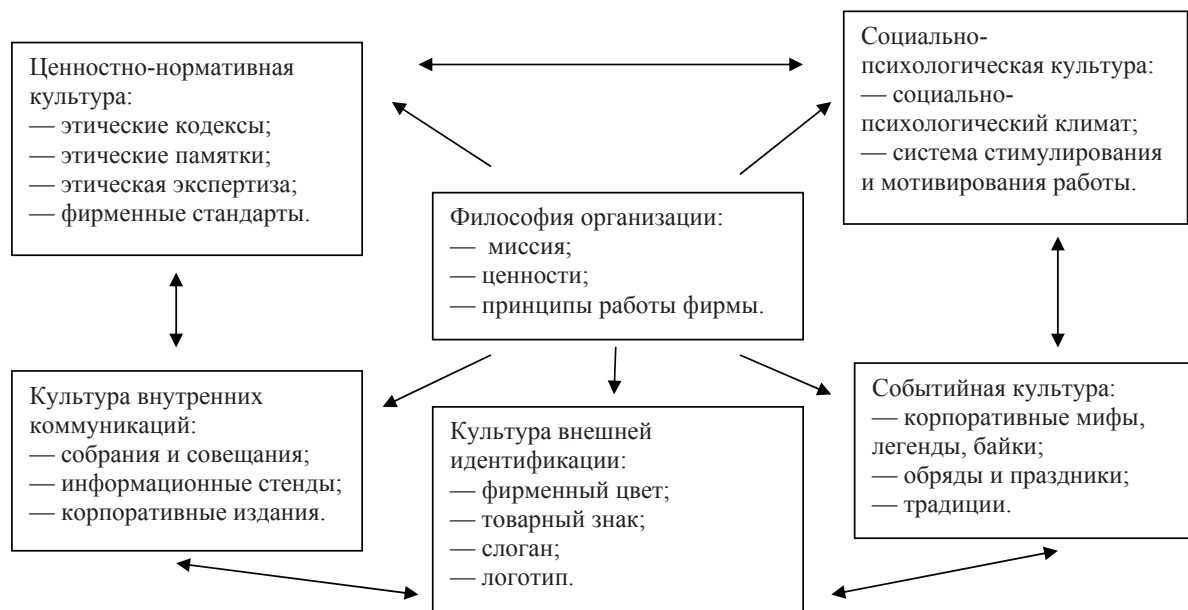 Ценностно-нормативная
культура:
— этические кодексы;
— этические памятки;
— этическая экспертиза;
— фирменные стандарты.
Социально-
психологическая культура:
— социально-
психологический климат;
— система стимулирования
и мотивирования работы.
Философия организации:
— миссия;
— ценности;
— принципы работы фирмы.
Культура внутренних
коммуникаций:
— собрания и совещания;
— информационные стенды;
— корпоративные издания.
Культура внешней
идентификации:
— фирменный цвет;
— товарный знак;
— слоган;
— логотип.
Событийная культура:
— корпоративные мифы,
легенды, байки;
— обряды и праздники;
— традиции.